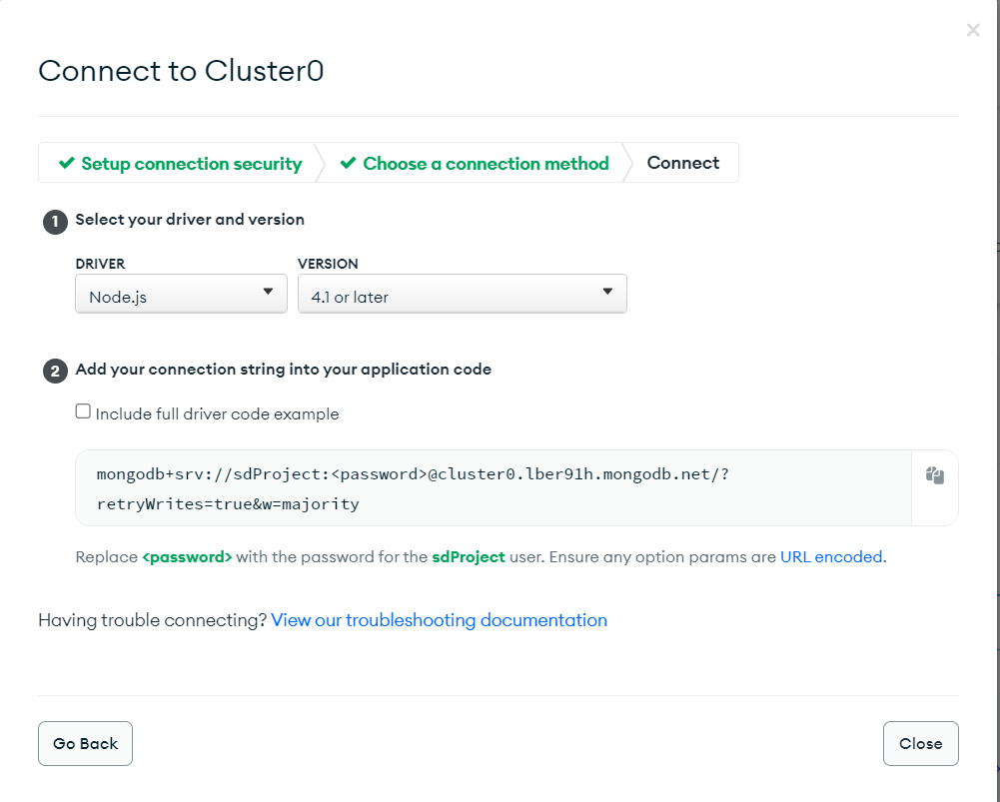 Connect to Cluster0
Setup connection security Choose a connection method Connect
1 Select your driver and version
DRIVER VERSION
Node.js 4.1 or later
2 Add your connection string into your application code
Include full driver code example
mongodb+srv://sdProject:<password>@cluster0.lber91h.mongodb.net/?
retryWrites=true&w=majority
Replace <password> with the password for the sdProject user. Ensure any option params are URL encoded.
Having trouble connecting? View our troubleshooting documentation
Go Back Close